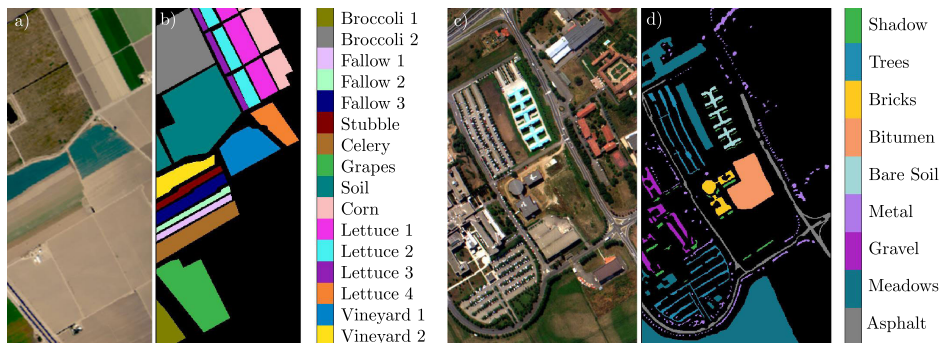 a)
b)
Broccoli 1
Broccoli 2
Fallow 1
Fallow 2
Fallow 3
Stubble
Celery
Grapes
Soil
Corn
Lettuce 1
Lettuce 2
Lettuce 3
Lettuce 4
Vineyard 1
Vineyard 2
c)
d)
Shadow
Trees
Bricks
Bitumen
Bare Soil
Metal
Gravel
Meadows
Asphalt